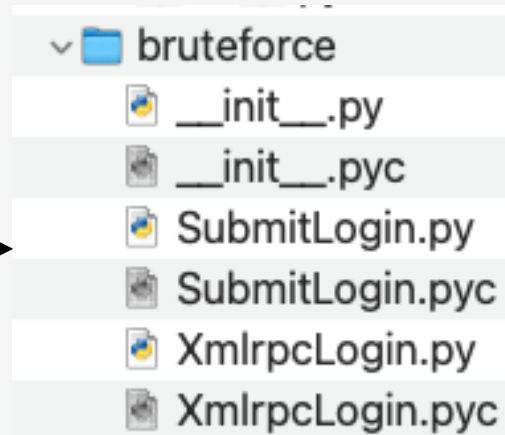 bruteforce
__init__.py
__init__.pyc
SubmitLogin.py
SubmitLogin.pyc
XmlrpcLogin.py
XmlrpcLogin.pyc